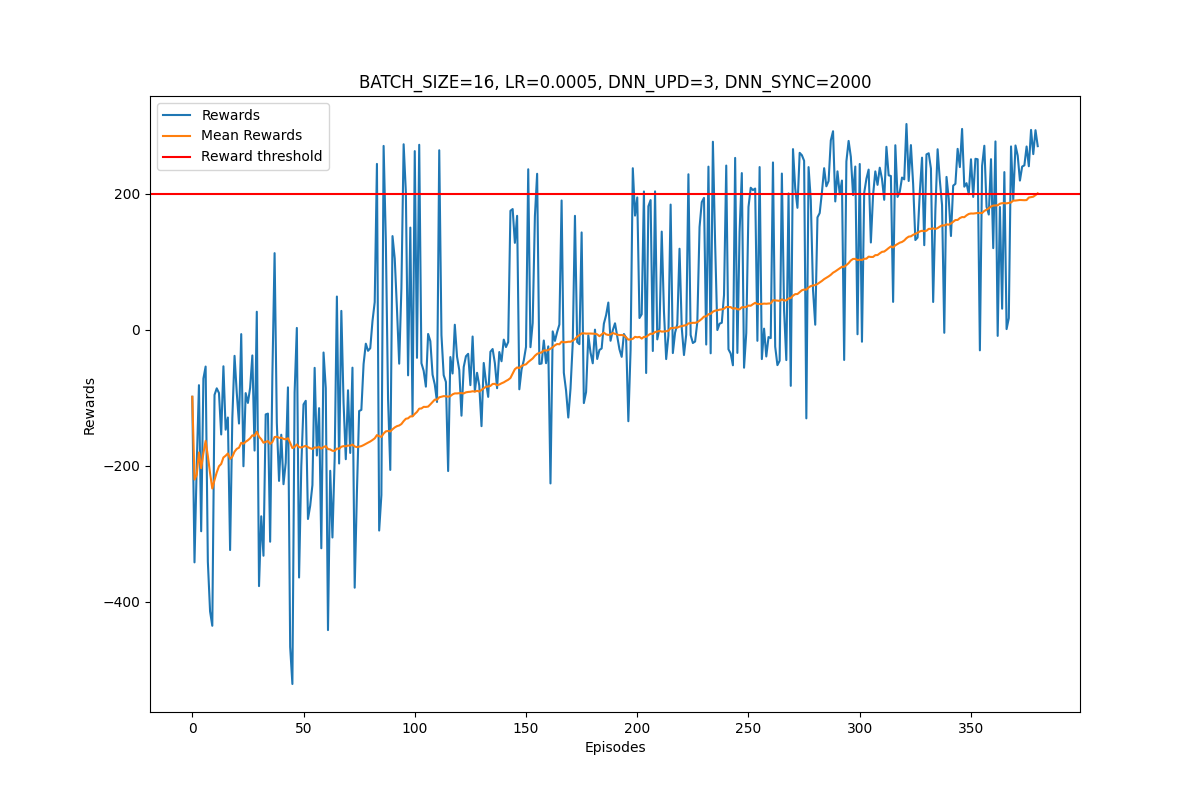 BATCH_SIZE=16, LR=0.0005, DNN_UPD=3, DNN_SYNC=2000
Rewards
Mean Rewards
Reward threshold
200
0
−200
−400
Rewards
0
50
100
150
200
250
300
350
Episodes